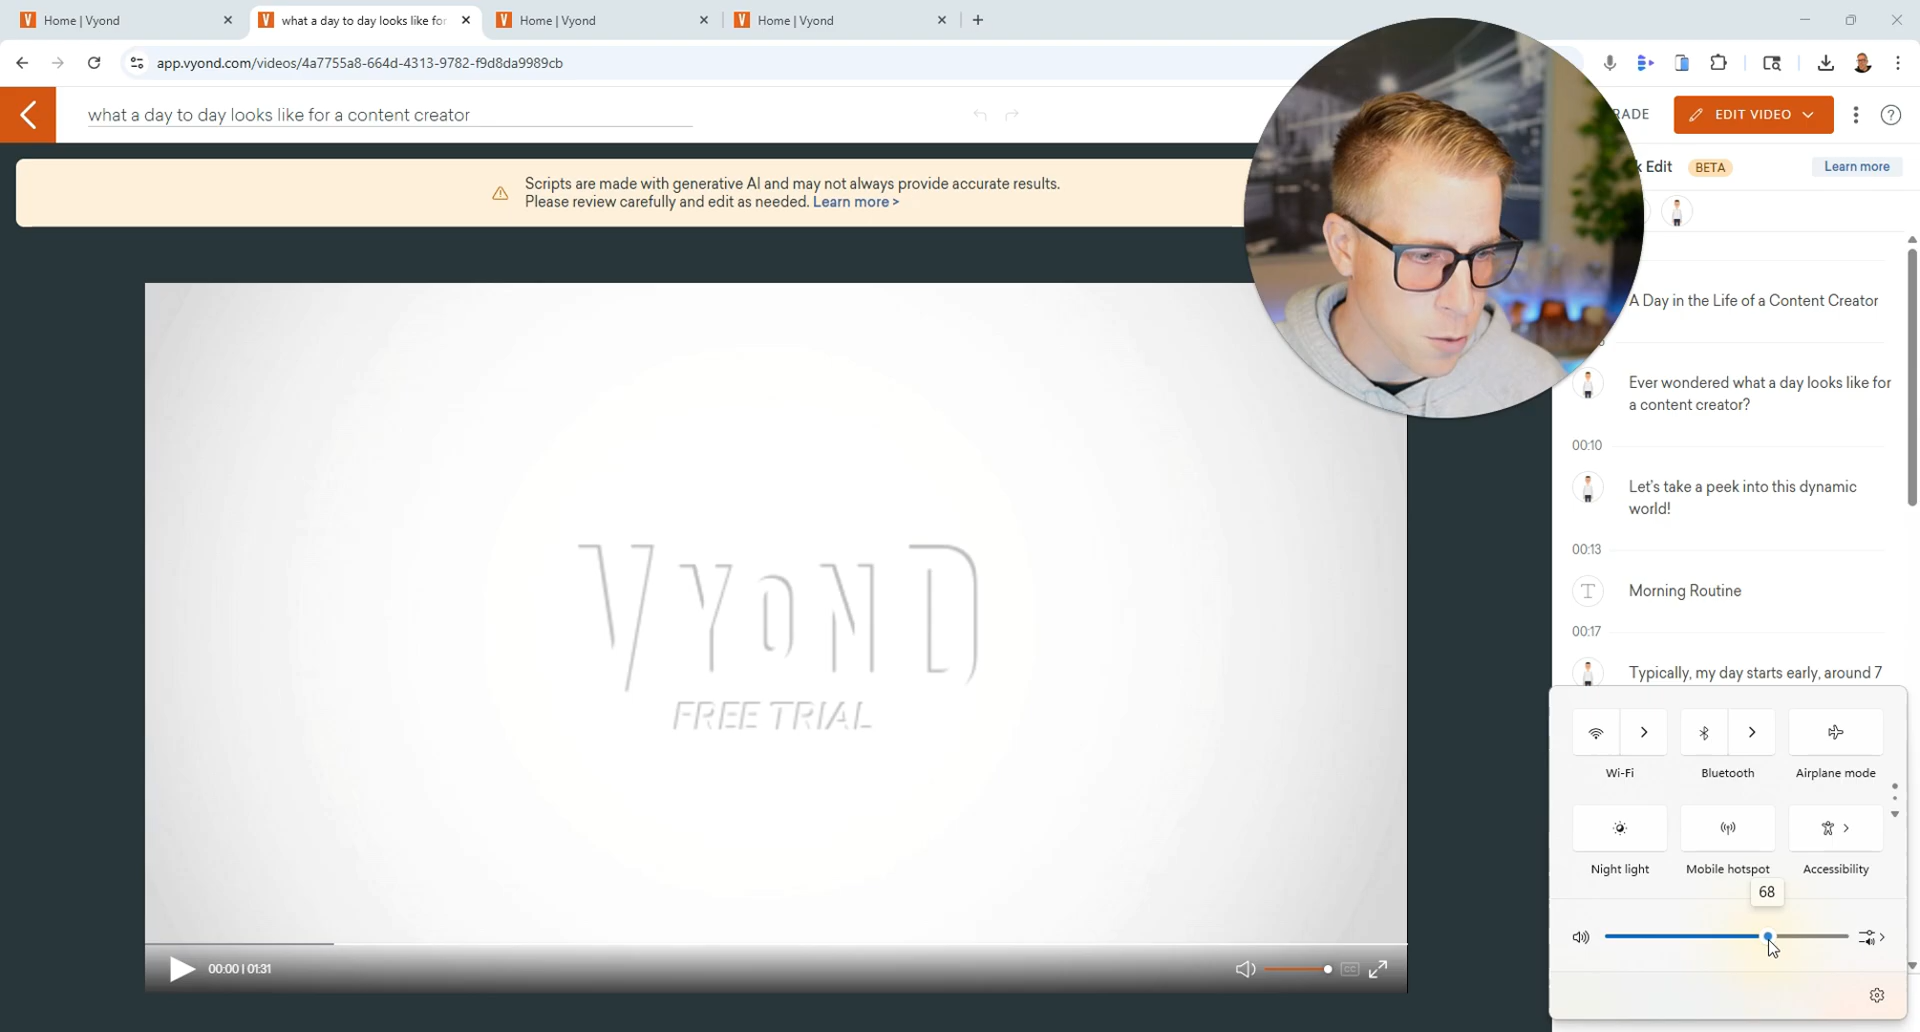 Home | Vyond
what a day to day looks like for
Home | Vyond
Home | Vyond
app.vyond.com/videos/4a7755a8-664d-4313-9782-f9d8da9989cb
what a day to day looks like for a content creator
EDIT VIDEO
Scripts are made with generative AI and may not always provide accurate results.
Please review carefully and edit as needed. Learn more >
Edit BETA
Learn more
A Day in the Life of a Content Creator
Ever wondered what a day looks like for
a content creator?
00:10
Let's take a peek into this dynamic
world!
00:13
T
Morning Routine
00:17
Typically, my day starts early, around 7
VYOND
FREE TRIAL
00:00 | 01:31
CC
Wi-Fi
Bluetooth
Airplane mode
Night light
Mobile hotspot
Accessibility
68